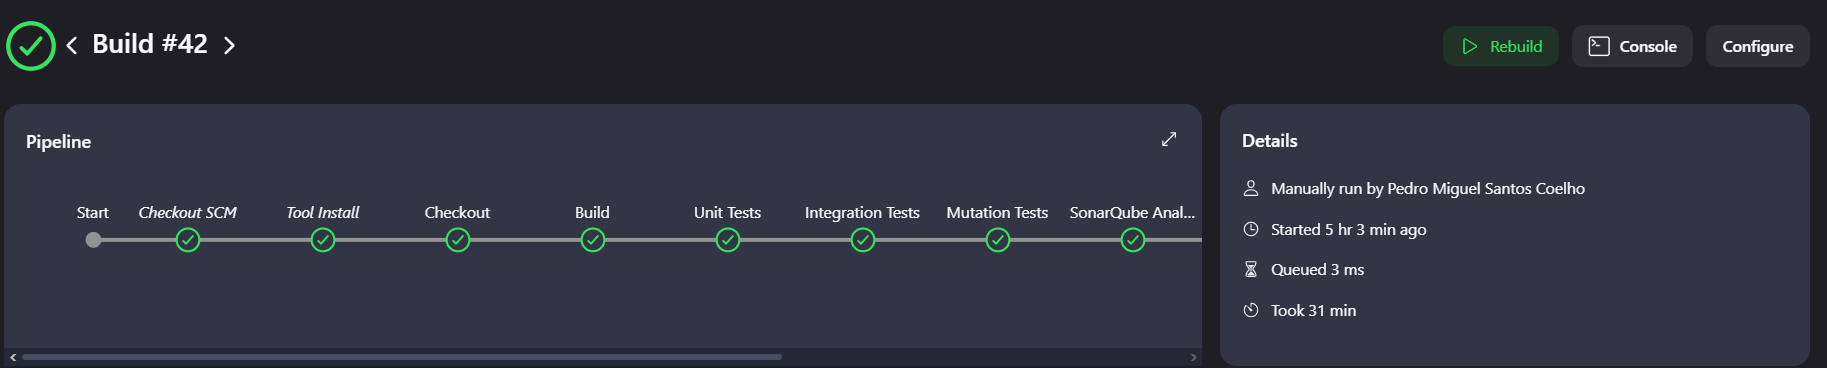 Build #42
Rebuild
Console
Configure
Pipeline
Start
Checkout SCM
Tool Install
Checkout
Build
Unit Tests
Integration Tests
Mutation Tests
SonarQube Anal...
Details
Manually run by Pedro Miguel Santos Coelho
Started 5 hr 3 min ago
Queued 3 ms
Took 31 min